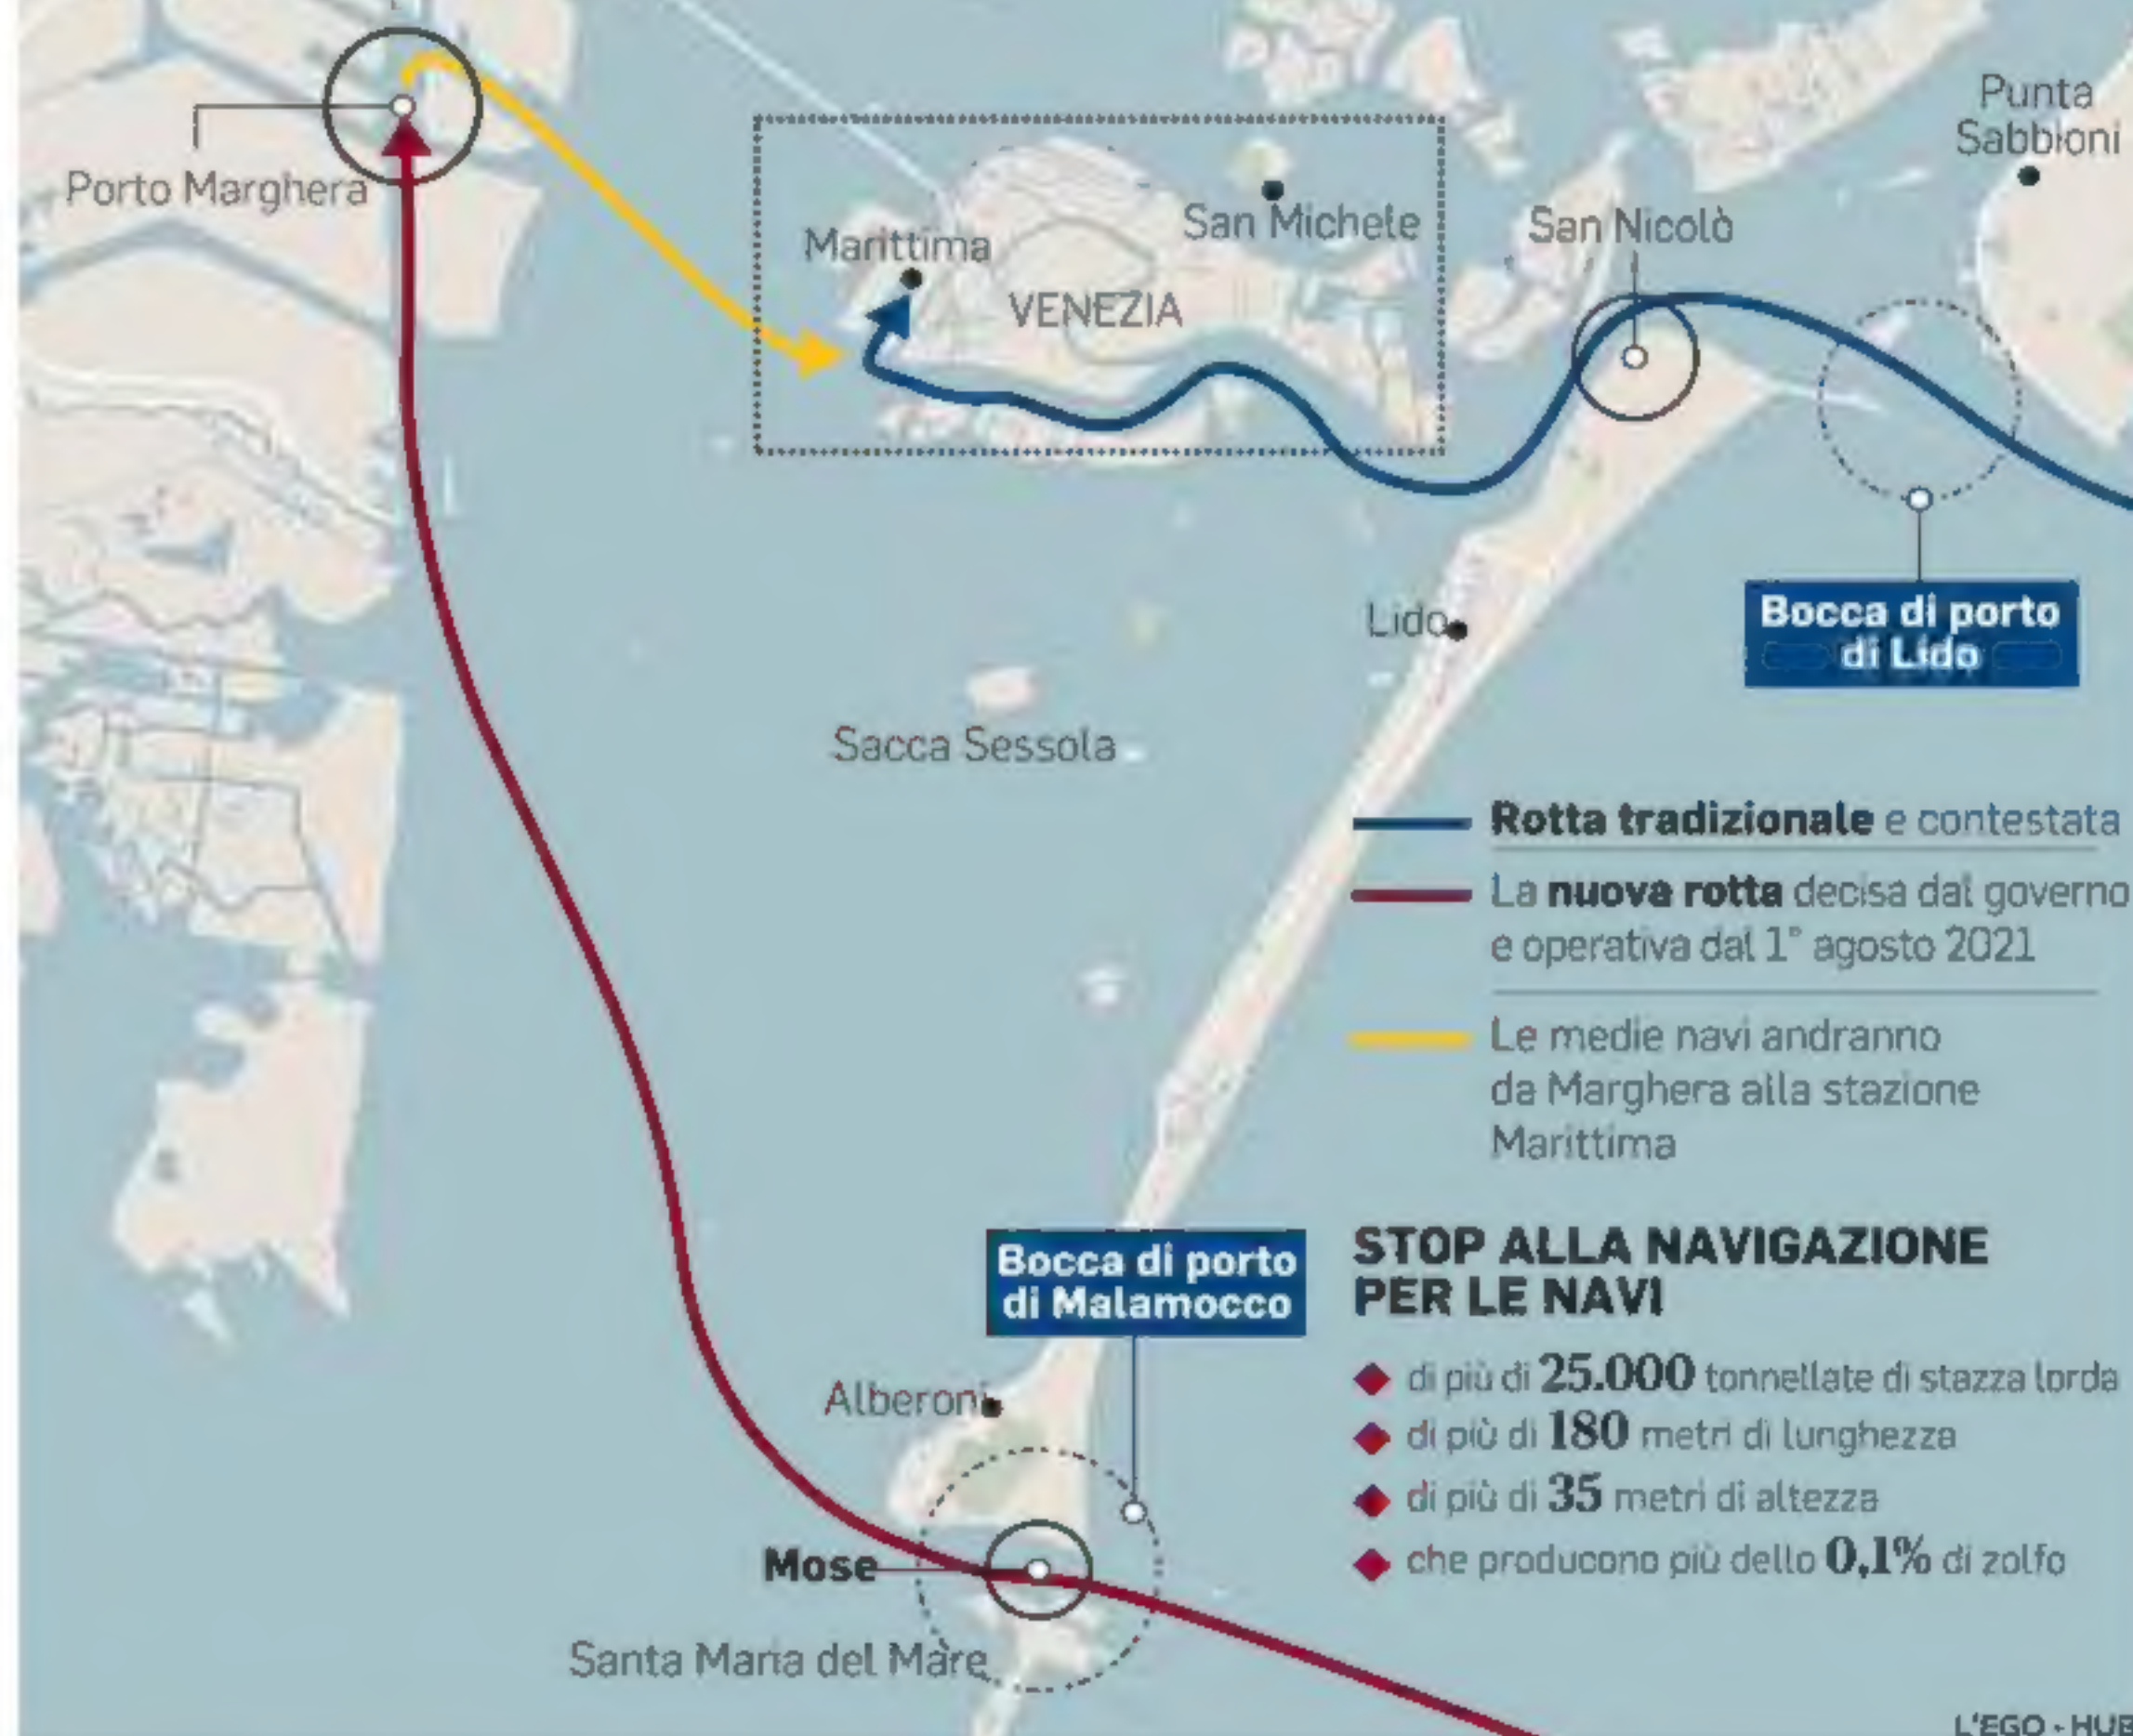 Porto Marghera
Marittima
VENEZIA
San Michele
San Nicolò
Punta
Sabbioni
Bocca di porto
di Lido
Lido
Sacca Sessola
Rotta tradizionale e contestata
La nuova rotta decisa dal governo
e operativa dal 1° agosto 2021
Le medie navi andranno
da Marghera alla stazione
Marittima
Bocca di porto
di Malamocco
Alberoni
Mose
Santa Maria del Mare
STOP ALLA NAVIGAZIONE
PER LE NAVI
di più di 25.000 tonnellate di stazza lorda
di più di 180 metri di lunghezza
di più di 35 metri di altezza
che producono più dello 0,1% di zolfo
L'EGO - HUB